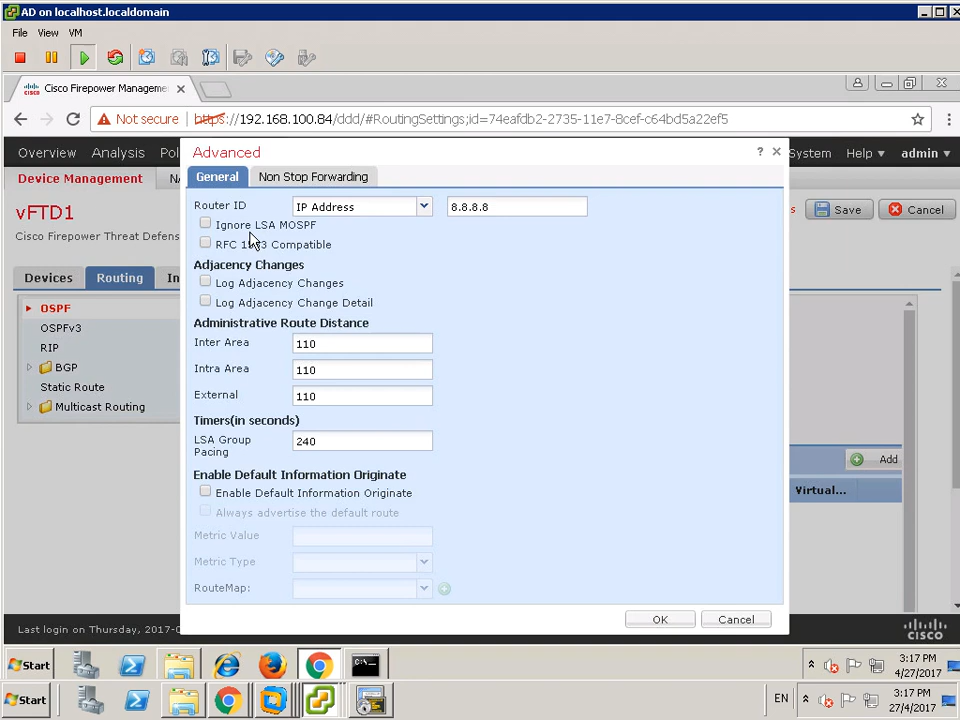 AD on localhost.localdomain
File View VM
Cisco Firepower Manageme
Not secure https://192.168.100.84/ddd/#RoutingSettings;id=74eafdb2-2735-11e7-8cef-c64bd5a22ef5
Overview Analysis Pol System Help admin
Advanced ?
Device Management NA s Save Cancel
General Non Stop Forwarding
vFTD1
Cisco Firepower Threat Defens
Router ID IP Address 8.8.8.8
Ignore LSA MOSPF
RFC 1583 Compatible
Adjacency Changes
Devices Routing In
Log Adjacency Changes
Log Adjacency Change Detail
OSPF
OSPFv3
RIP
BGP
Static Route
Multicast Routing
Administrative Route Distance
Inter Area 110
Intra Area 110
External 110
Timers(in seconds)
LSA Group Pacing 240
Add
Virtual...
Enable Default Information Originate
Enable Default Information Originate
Always advertise the default route
Metric Value
Metric Type
RouteMap:
OK Cancel
Last login on Thursday, 2017-0
cisco
Start 3:17 PM
4/27/2017
Start EN 3:17 PM
27/4/2017